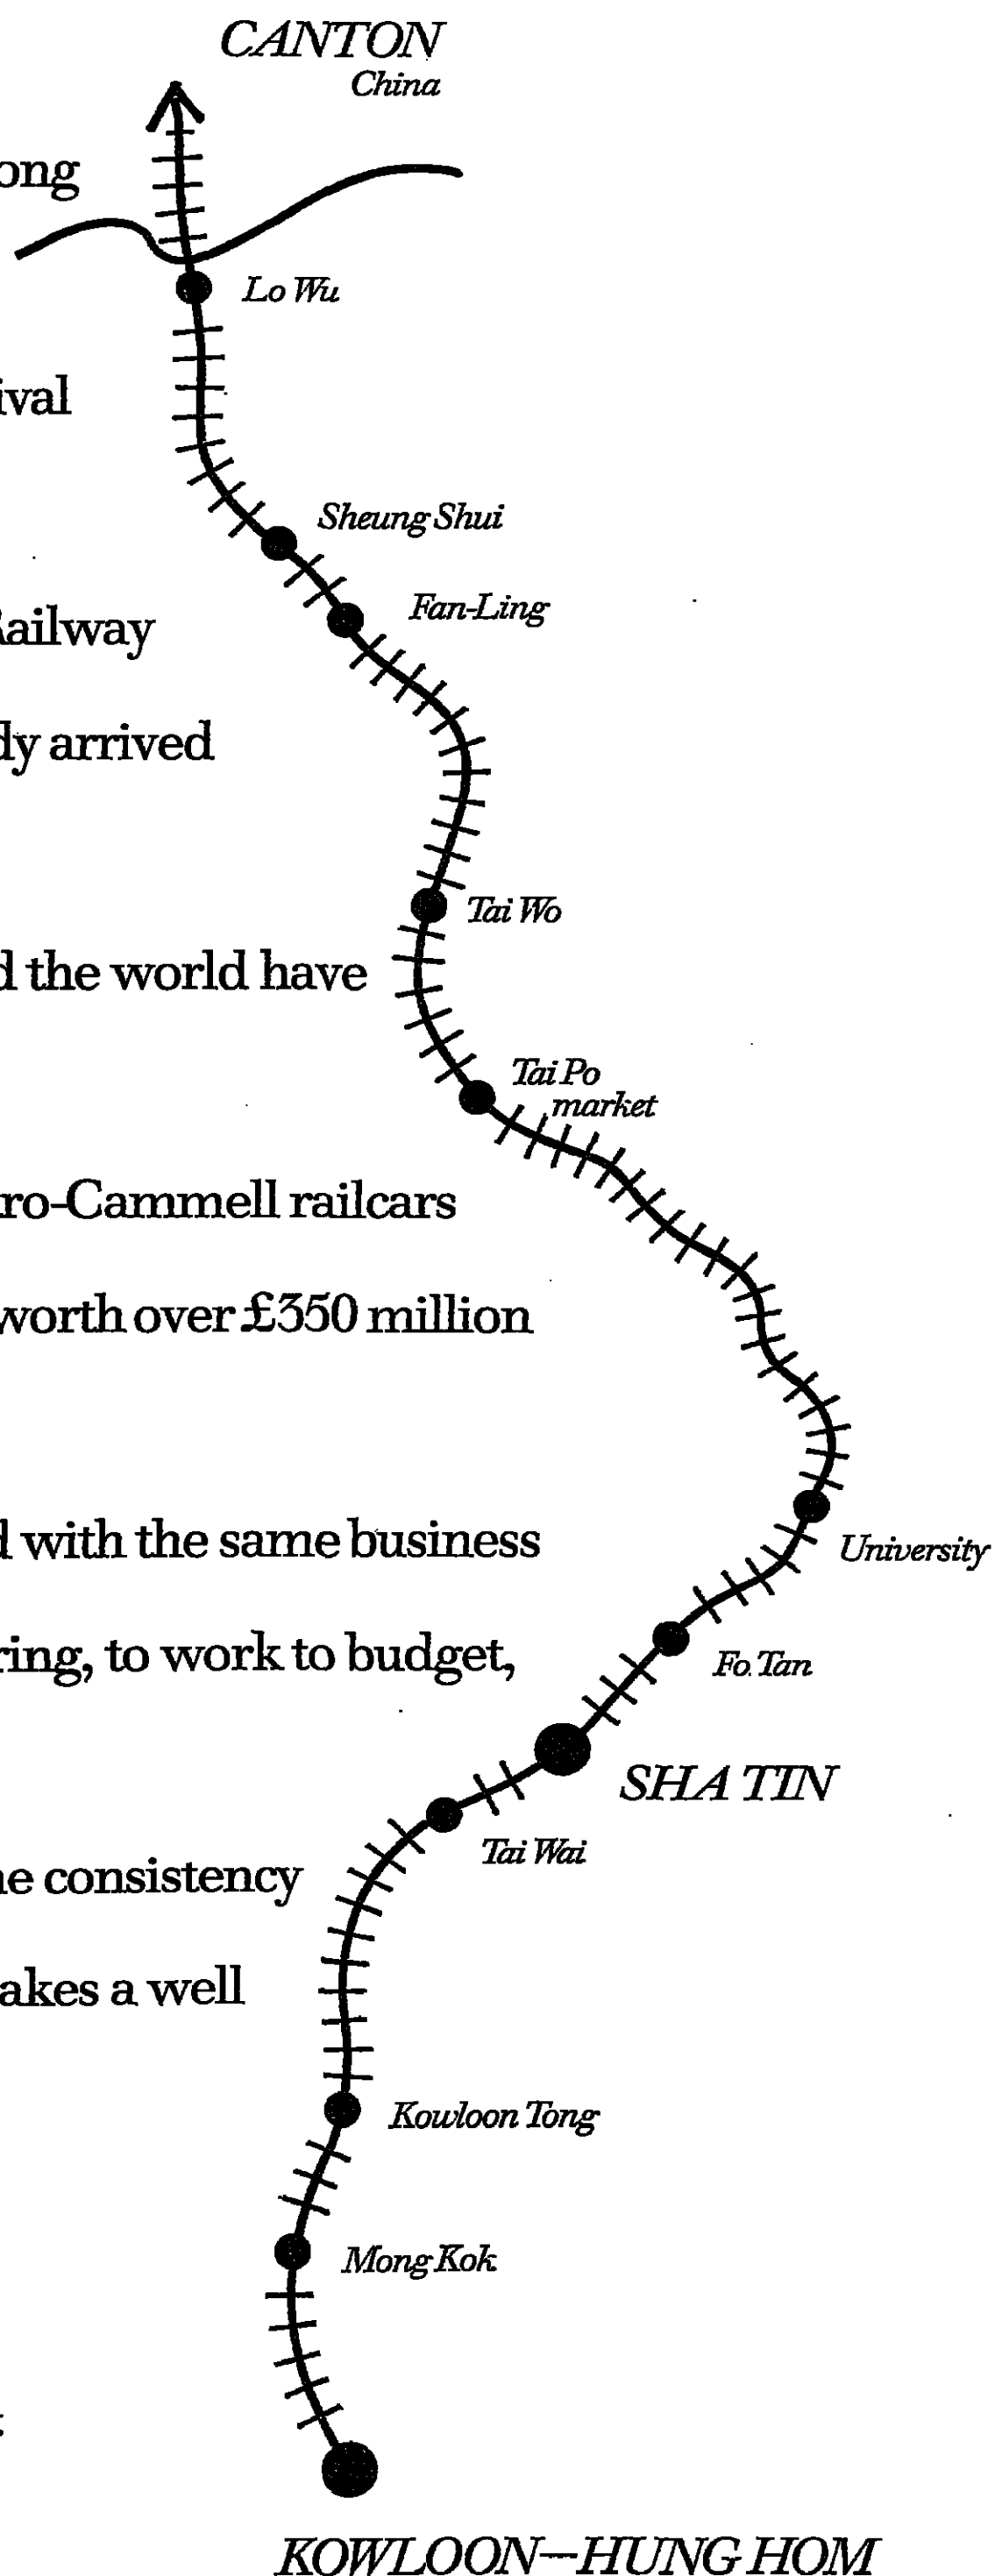 CANTON
China
ong
Lo Wu
ival
Sheung Shui
Fan-Ling
ailway
dy arrived
Tai Wo
d the world have
Tai Po
market
ro-Cammell railcars
worth over £350 million
d with the same business
University
ring, to work to budget,
Fo Tan
SHA TIN
Tai Wai
ne consistency
akes a well
Kowloon Tong
Mong Kok
KOWLOON—HUNG HOM